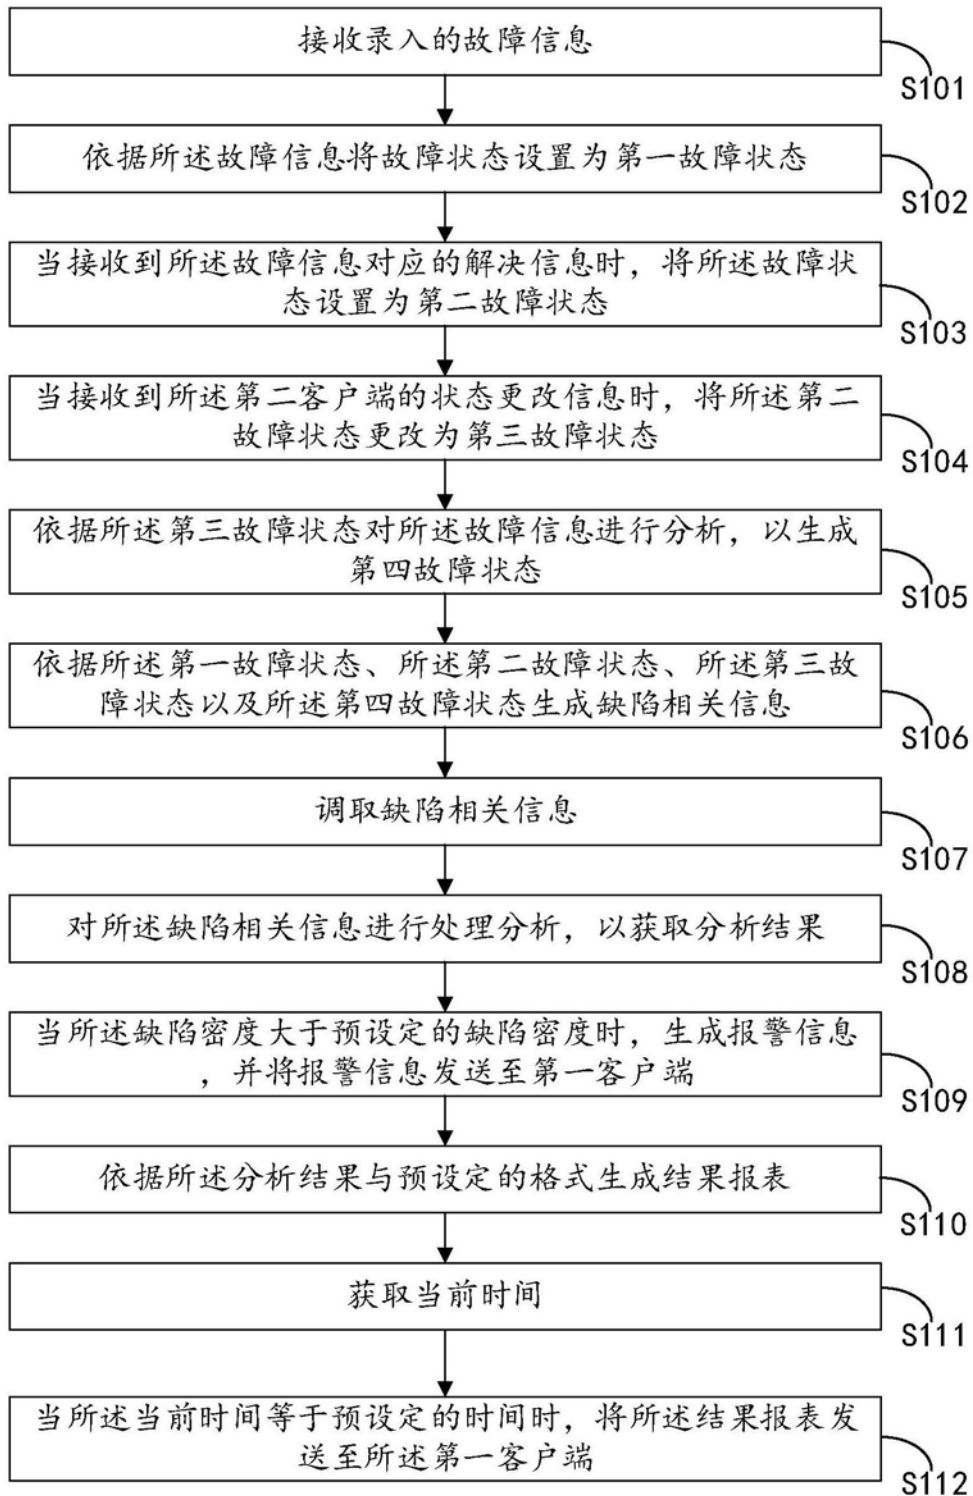 接收录入的故障信息
S101
依据所述故障信息将故障状态设置为第一故障状态
S102
当接收到所述故障信息对应的解决信息时，将所述故障状
态设置为第二故障状态
S103
当接收到所述第二客户端的状态更改信息时，将所述第二
故障状态更改为第三故障状态
S104
依据所述第三故障状态对所述故障信息进行分析，以生成
第四故障状态
S105
依据所述第一故障状态、所述第二故障状态、所述第三故
障状态以及所述第四故障状态生成缺陷相关信息
S106
调取缺陷相关信息
S107
对所述缺陷相关信息进行处理分析，以获取分析结果
S108
当所述缺陷密度大于预设定的缺陷密度时，生成报警信息
，并将报警信息发送至第一客户端
S109
依据所述分析结果与预设定的格式生成结果报表
S110
获取当前时间
S111
当所述当前时间等于预设定的时间时，将所述结果报表发
送至所述第一客户端
S112